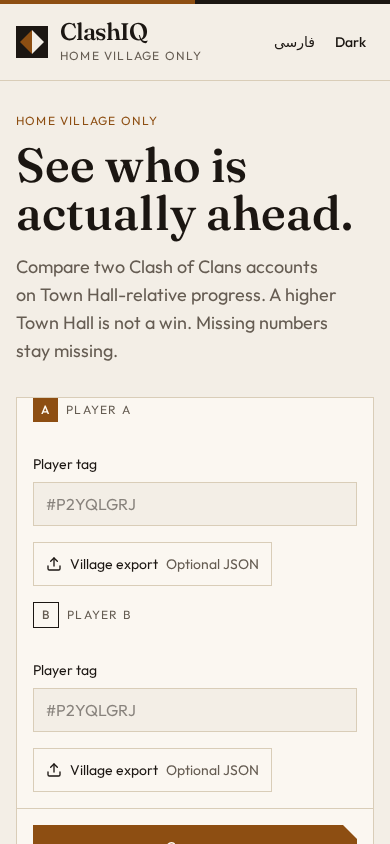 ClashIQ
HOME VILLAGE ONLY
فارسی
Dark
HOME VILLAGE ONLY
See who is
actually ahead.
Compare two Clash of Clans accounts
on Town Hall-relative progress. A higher
Town Hall is not a win. Missing numbers
stay missing.
A PLAYER A
Player tag
#P2YQLGRJ
Village export Optional JSON
B PLAYER B
Player tag
#P2YQLGRJ
Village export Optional JSON